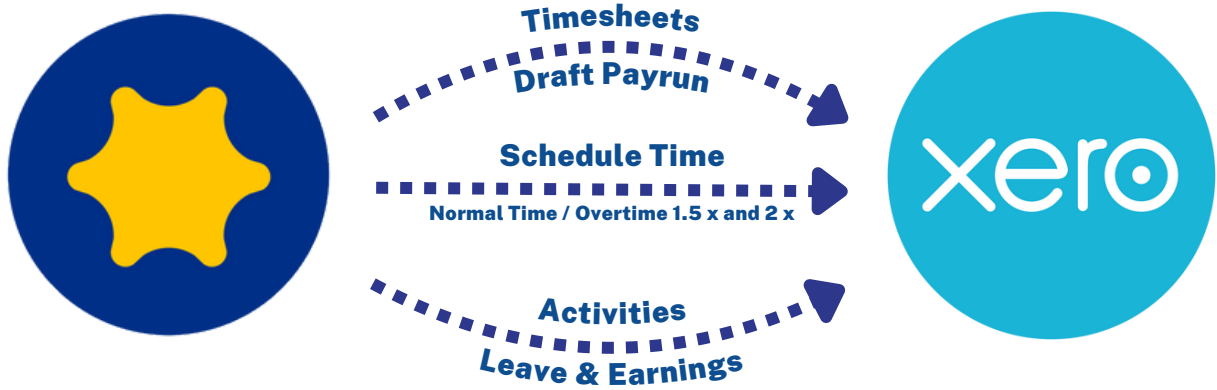 Timesheets
Draft Payrun
Schedule Time
Normal Time / Overtime 1.5 x and 2 x
Activities
Leave & Earnings
xero